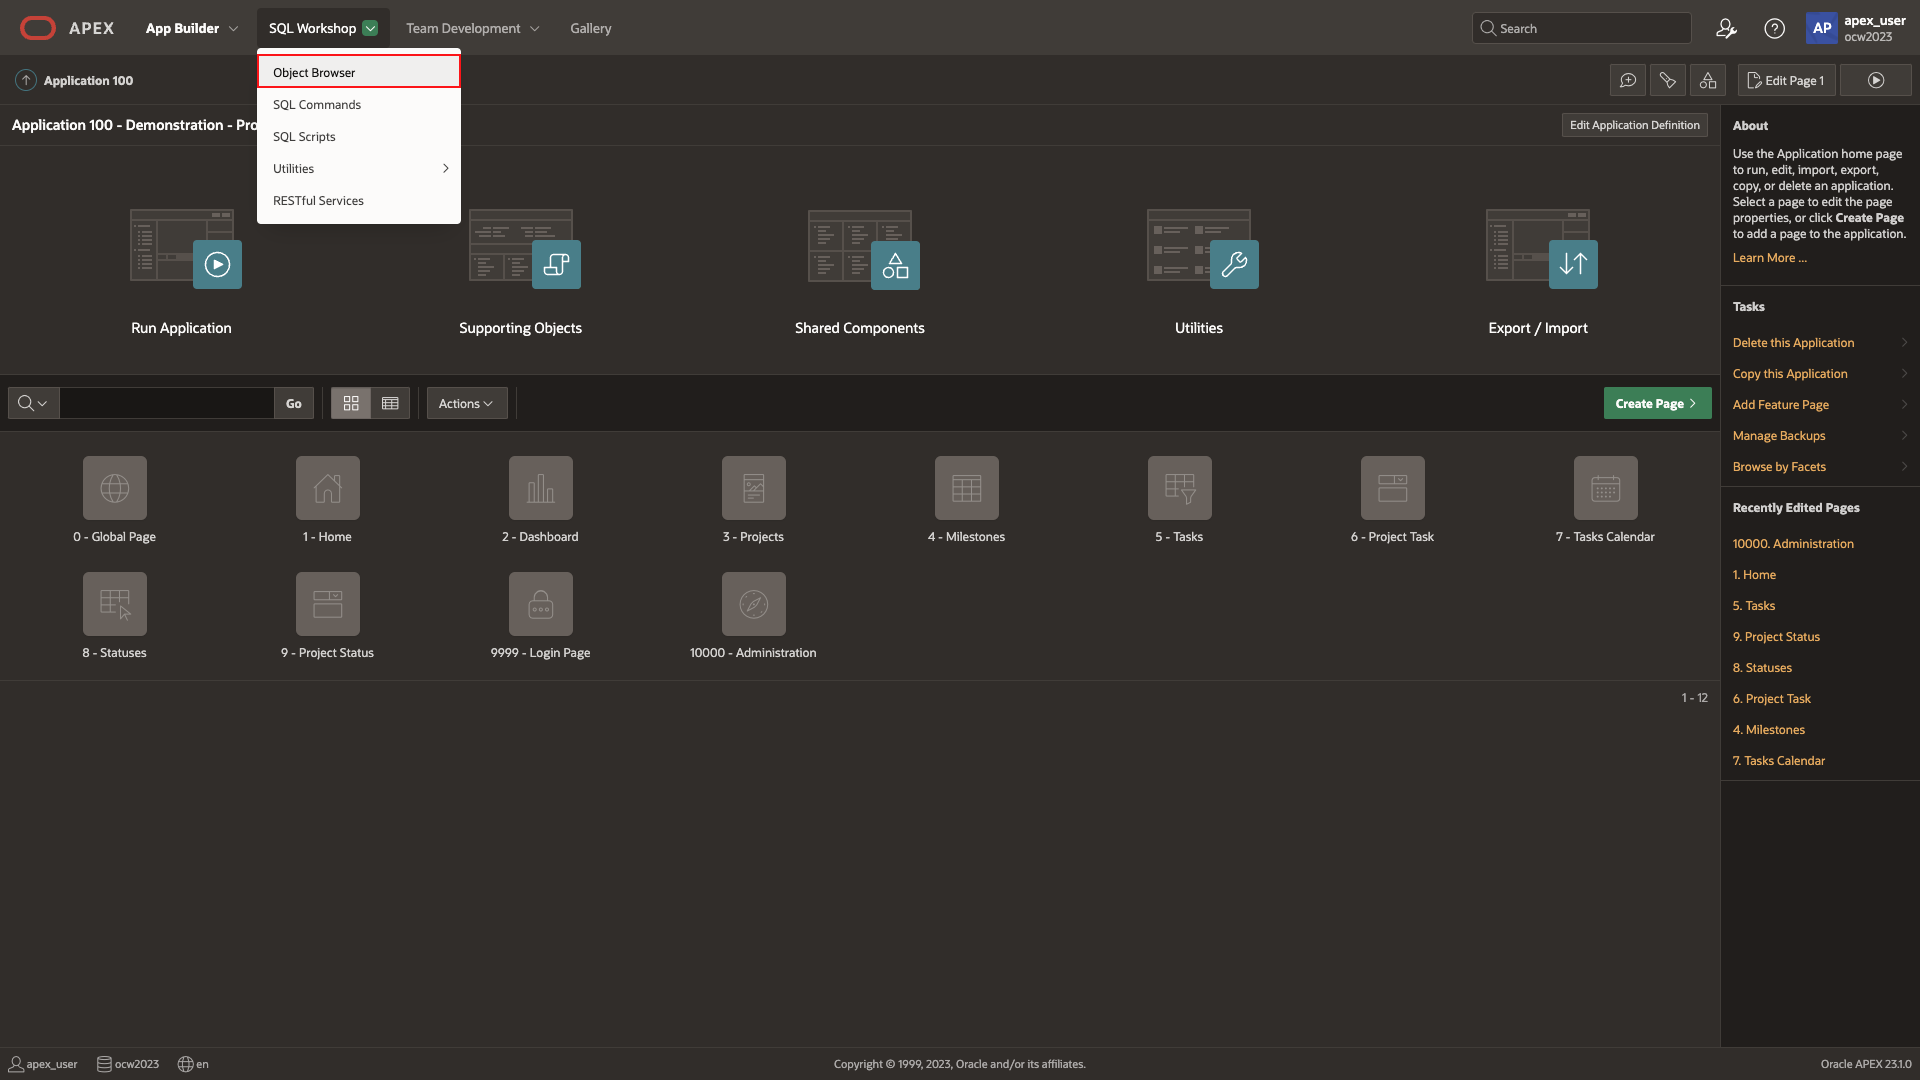 APEX
App Builder
SQL Workshop
Team Development
Gallery
Search
AP
apex_user
ocw2023
Object Browser
SQL Commands
SQL Scripts
Utilities
RESTful Services
Application 100
Edit Page 1
Application 100 - Demonstration - Pro
Edit Application Definition
Run Application
Supporting Objects
Shared Components
Utilities
Export / Import
Go
Actions
Create Page
0 - Global Page
1 - Home
2 - Dashboard
3 - Projects
4 - Milestones
5 - Tasks
6 - Project Task
7 - Tasks Calendar
8 - Statuses
9 - Project Status
9999 - Login Page
10000 - Administration
1 - 12
About
Use the Application home page
to run, edit, import, export,
copy, or delete an application.
Select a page to edit the page
properties, or click Create Page
to add a page to the application.
Learn More ...
Tasks
Delete this Application
Copy this Application
Add Feature Page
Manage Backups
Browse by Facets
Recently Edited Pages
10000. Administration
1. Home
5. Tasks
9. Project Status
8. Statuses
6. Project Task
4. Milestones
7. Tasks Calendar
apex_user
ocw2023
en
Copyright © 1999, 2023, Oracle and/or its affiliates.
Oracle APEX 23.1.0